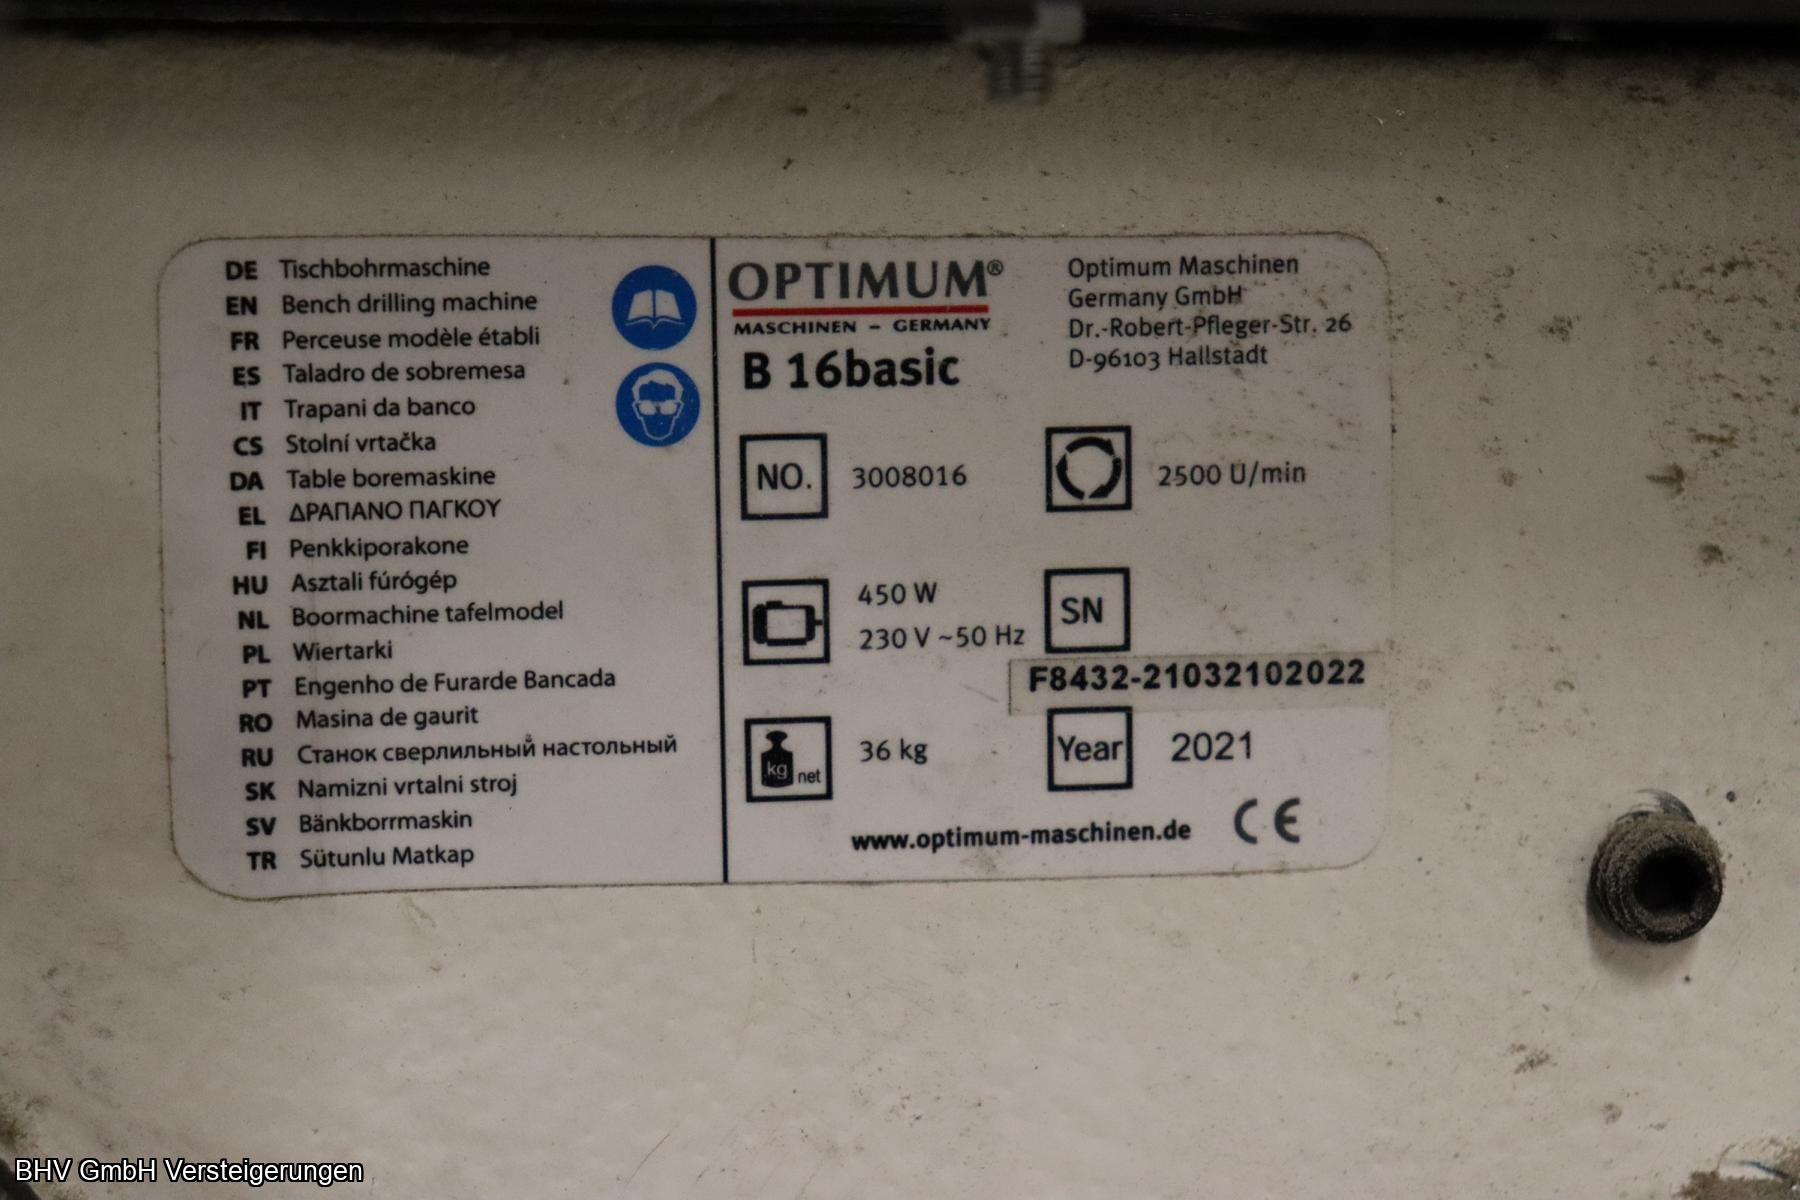 DE Tischbohrmaschine
EN Bench drilling machine
FR Perceuse modèle établi
ES Taladro de sobremesa
IT Trapani da banco
CS Stolní vrtačka
DA Table boremaskine
EL ΔΡΑΠΑΝΟ ΠΑΓΚΟΥ
FI Penkkiporakone
HU Asztali fúrógép
NL Boormachine tafelmodel
PL Wiertarki
PT Engenho de Furarde Bancada
RO Masina de gaurit
RU Станок сверлильный настольный
SK Namizni vrtalni stroj
SV Bänkborrmaskin
TR Sütunlu Matkap
OPTIMUM®
MASCHINEN - GERMANY
B 16basic
Optimum Maschinen
Germany GmbH
Dr.-Robert-Pfleger-Str. 26
D-96103 Hallstadt
NO. 3008016
2500 U/min
450 W
230 V ~50 Hz
SN
F8432-21032102022
kg net 36 kg
Year 2021
www.optimum-maschinen.de CE
BHV GmbH Versteigerungen